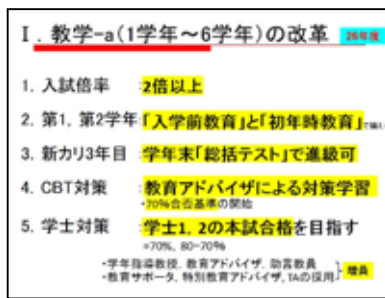 Ⅰ．教学-a(1学年～6学年)の改革 26年度
1. 入試倍率 :2倍以上
2. 第1, 第2学年:「入学前教育」と「初年時教育」で備え
3. 新カリ3年目 :学年末「総括テスト」で進級可
4. CBT対策 :教育アドバイザによる対策学習
・70%合否基準の開始
5. 学士対策 :学士1, 2の本試合格を目指す
=70%, 80-70%
・学年指導教授, 教育アドバイザ, 助言教員
・教育サポータ, 特別教育アドバイザ, TAの採用 増員